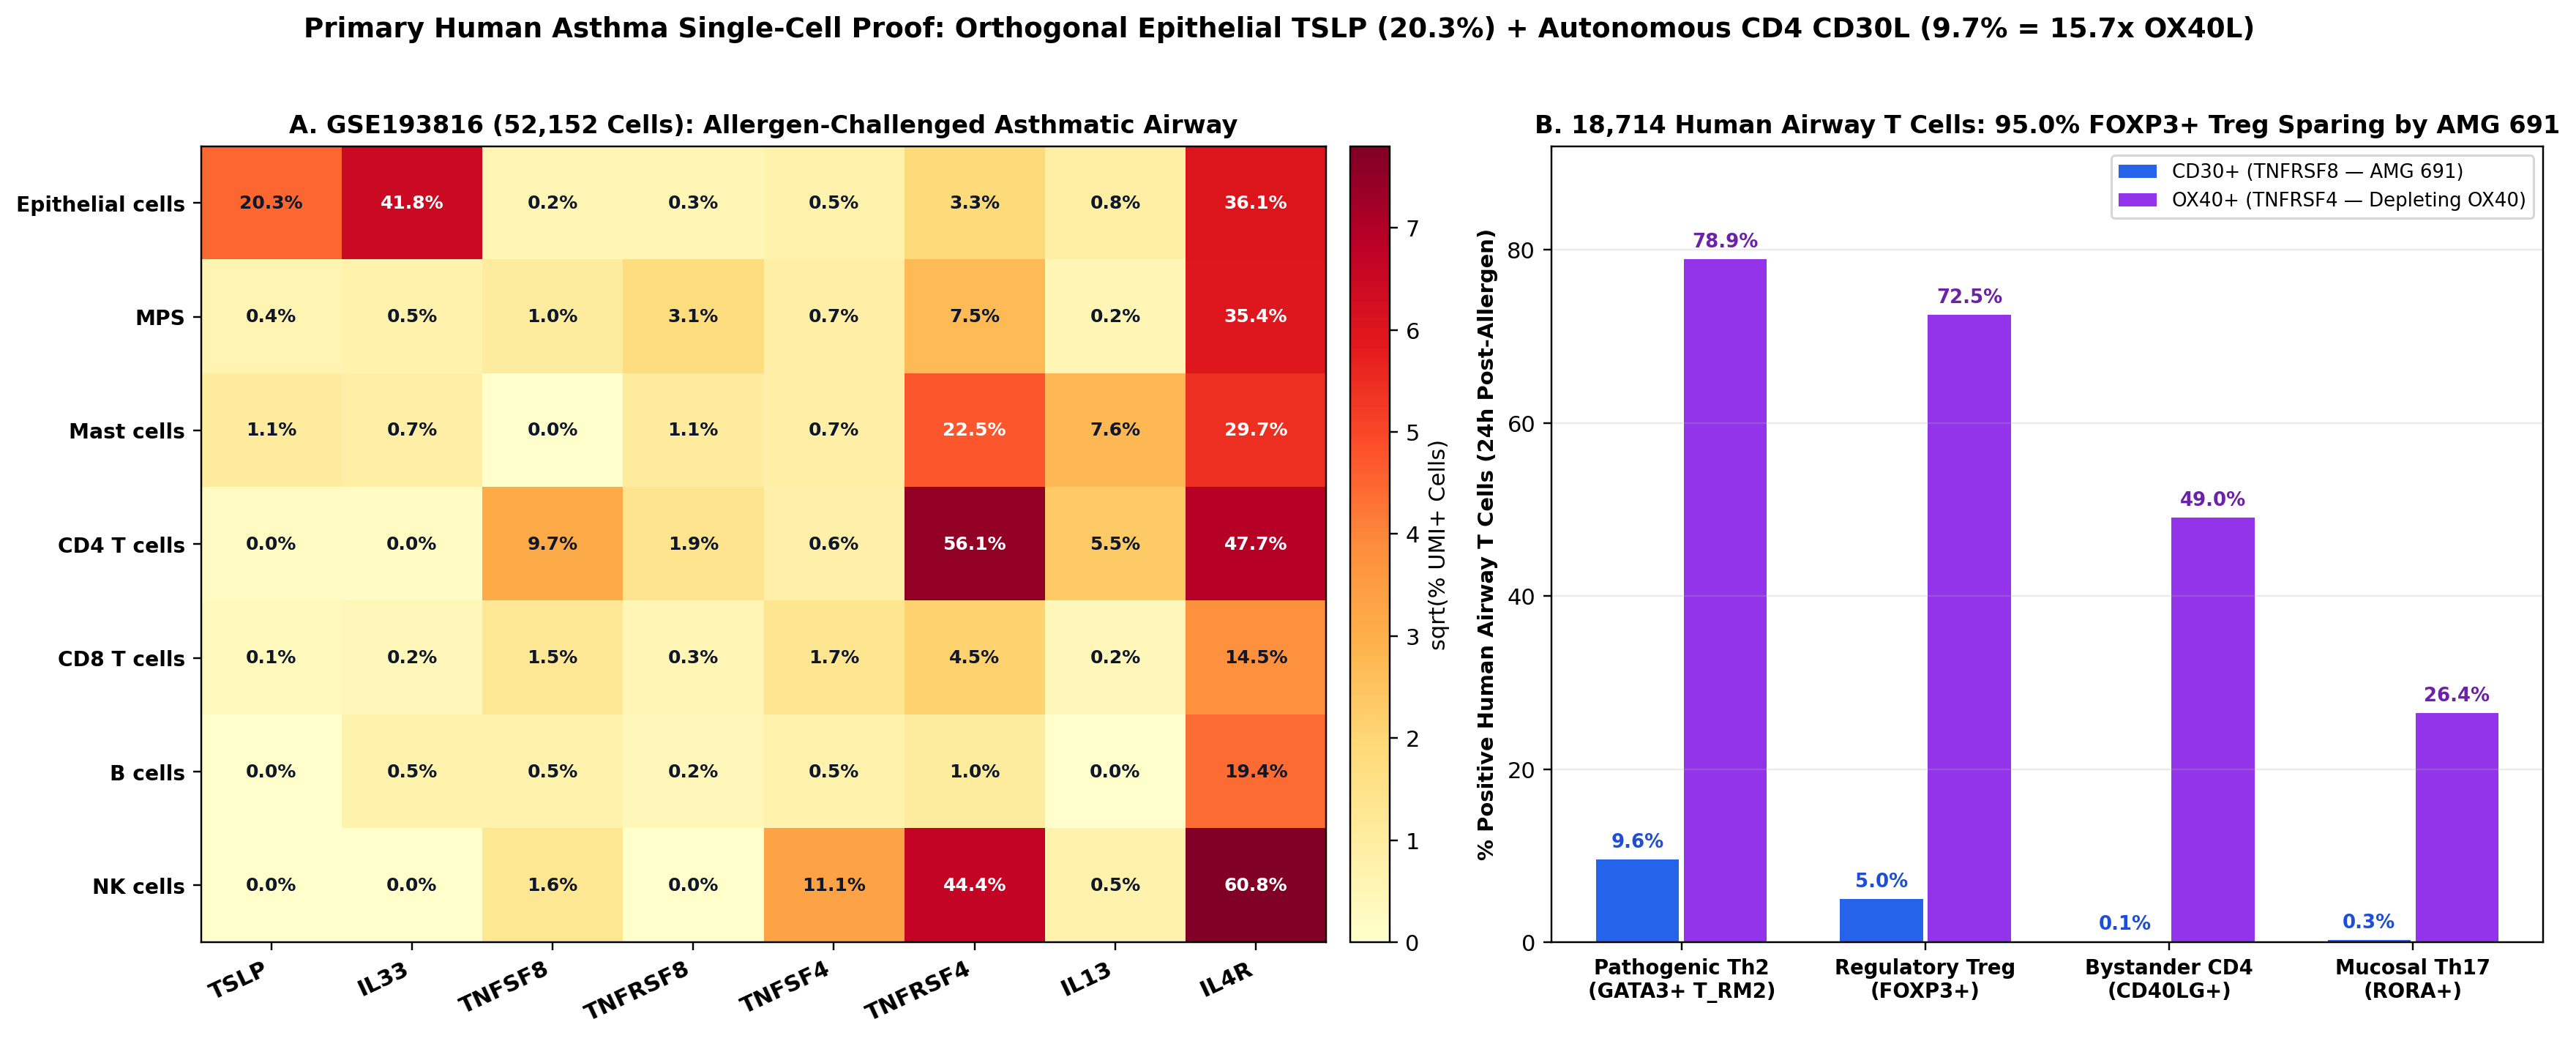 Primary Human Asthma Single-Cell Proof: Orthogonal Epithelial TSLP (20.3%) + Autonomous CD4 CD30L (9.7% = 15.7x OX40L)
A. GSE193816 (52,152 Cells): Allergen-Challenged Asthmatic Airway
Epithelial cells 20.3% 41.8% 0.2% 0.3% 0.5% 3.3% 0.8% 36.1%
MPS 0.4% 0.5% 1.0% 3.1% 0.7% 7.5% 0.2% 35.4%
Mast cells 1.1% 0.7% 0.0% 1.1% 0.7% 22.5% 7.6% 29.7%
CD4 T cells 0.0% 0.0% 9.7% 1.9% 0.6% 56.1% 5.5% 47.7%
CD8 T cells 0.1% 0.2% 1.5% 0.3% 1.7% 4.5% 0.2% 14.5%
B cells 0.0% 0.5% 0.5% 0.2% 0.5% 1.0% 0.0% 19.4%
NK cells 0.0% 0.0% 1.6% 0.0% 11.1% 44.4% 0.5% 60.8%
TSLP IL33 TNFSF8 TNFRSF8 TNFSF4 TNFRSF4 IL13 IL4R
7
6
5
4
3
2
1
0
sqrt(% UMI+ Cells)
B. 18,714 Human Airway T Cells: 95.0% FOXP3+ Treg Sparing by AMG 691
CD30+ (TNFRSF8 — AMG 691)
OX40+ (TNFRSF4 — Depleting OX40)
% Positive Human Airway T Cells (24h Post-Allergen)
80
60
40
20
0
9.6% 78.9%
5.0% 72.5%
0.1% 49.0%
0.3% 26.4%
Pathogenic Th2
(GATA3+ T_RM2)
Regulatory Treg
(FOXP3+)
Bystander CD4
(CD40LG+)
Mucosal Th17
(RORA+)